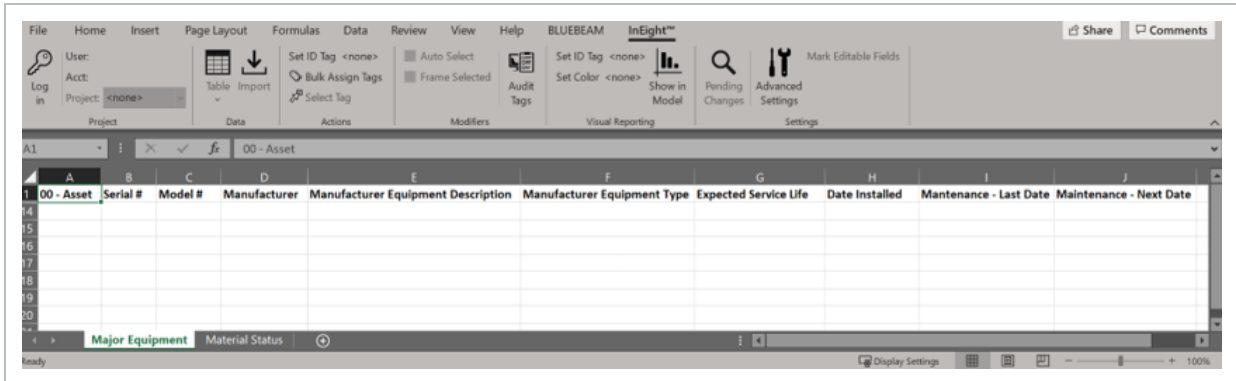 File Home Insert Page Layout Formulas Data Review View Help BLUEBEAM InEight™ Share Comments
User:
Acct:
Project: <none>
Log in
Table Import
Set ID Tag <none>
Bulk Assign Tags
Select Tag
Auto Select
Frame Selected
Audit Tags
Set ID Tag <none>
Set Color <none>
Show in Model
Pending Changes
Advanced Settings
Mark Editable Fields
Project Data Actions Modifiers Visual Reporting Settings
A1 fx 00 - Asset
A B C D E F G H I J
1 00 - Asset Serial # Model # Manufacturer Manufacturer Equipment Description Manufacturer Equipment Type Expected Service Life Date Installed Mantenance - Last Date Maintenance - Next Date
14
15
16
17
18
19
20
Major Equipment Material Status
Ready Display Settings 100%